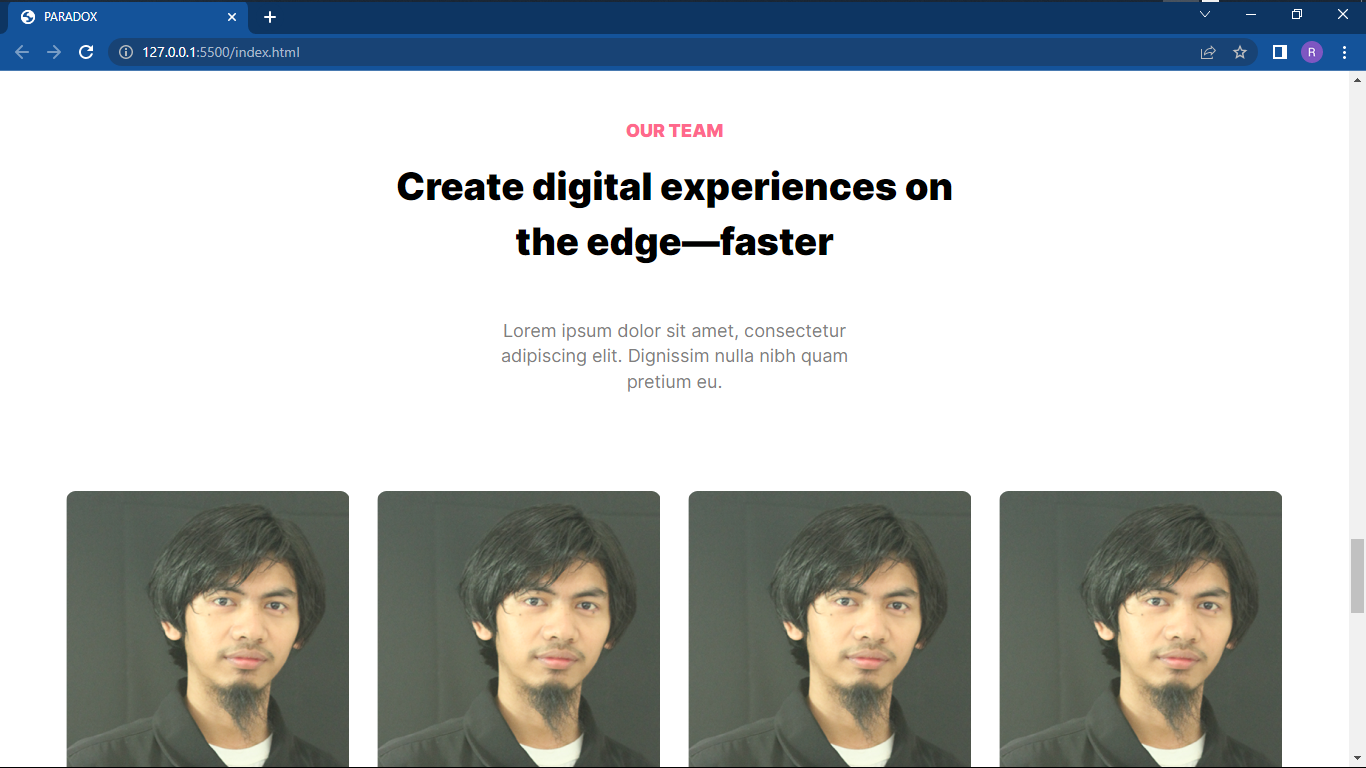 PARADOX
127.0.0.1:5500/index.html
R
OUR TEAM
Create digital experiences on
the edge—faster
Lorem ipsum dolor sit amet, consectetur
adipiscing elit. Dignissim nulla nibh quam
pretium eu.